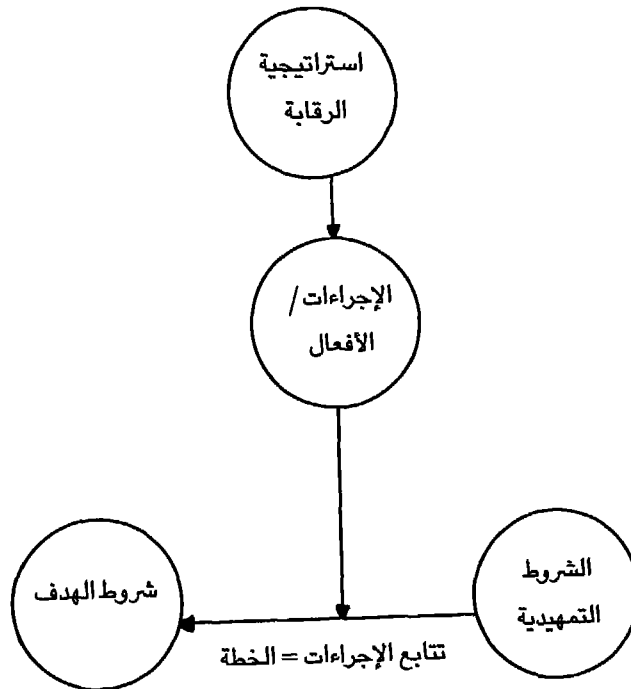 استراتيجية
الرقابة
الإجراءات /
الأفعال
الشروط
التمهيدية
شروط الهدف
تتابع الإجراءات = الخطة